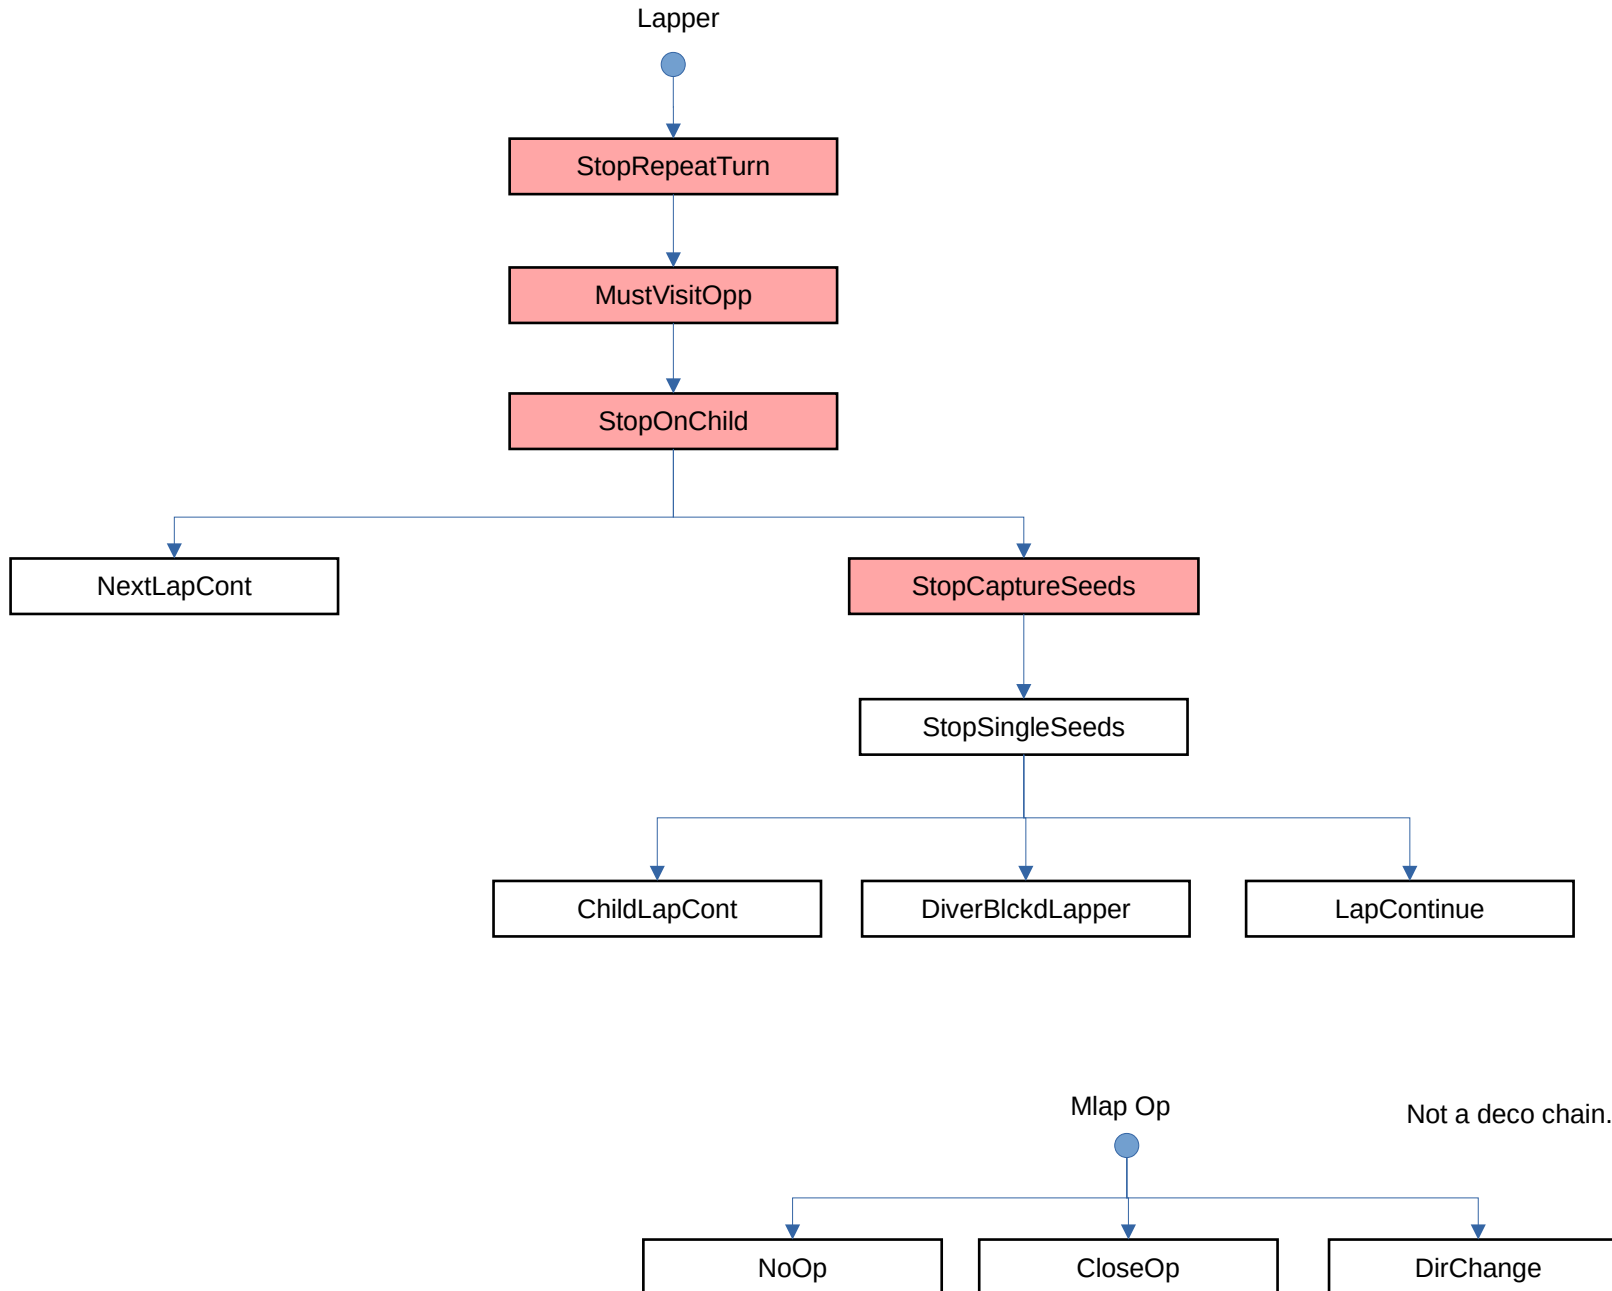 Lapper
StopRepeatTurn
MustVisitOpp
StopOnChild
NextLapCont
StopCaptureSeeds
StopSingleSeeds
ChildLapCont
DiverBlckdLapper
LapContinue
Mlap Op
Not a deco chain.
NoOp
CloseOp
DirChange